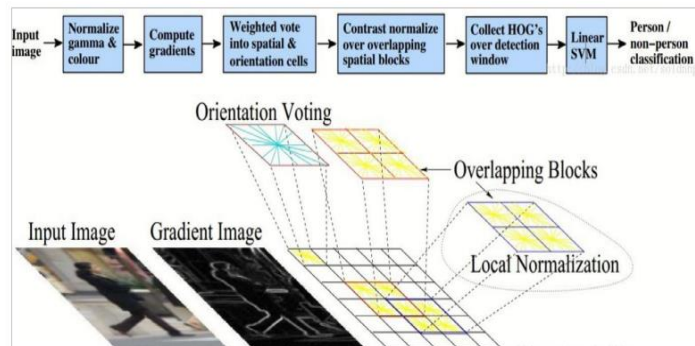 Input
image
Normalize
gamma &
colour
Compute
gradients
Weighted vote
into spatial &
orientation cells
Contrast normalize
over overlapping
spatial blocks
Collect HOG's
over detection
window
Linear
SVM
Person /
non-person
classification
Orientation Voting
Overlapping Blocks
Input Image
Gradient Image
Local Normalization